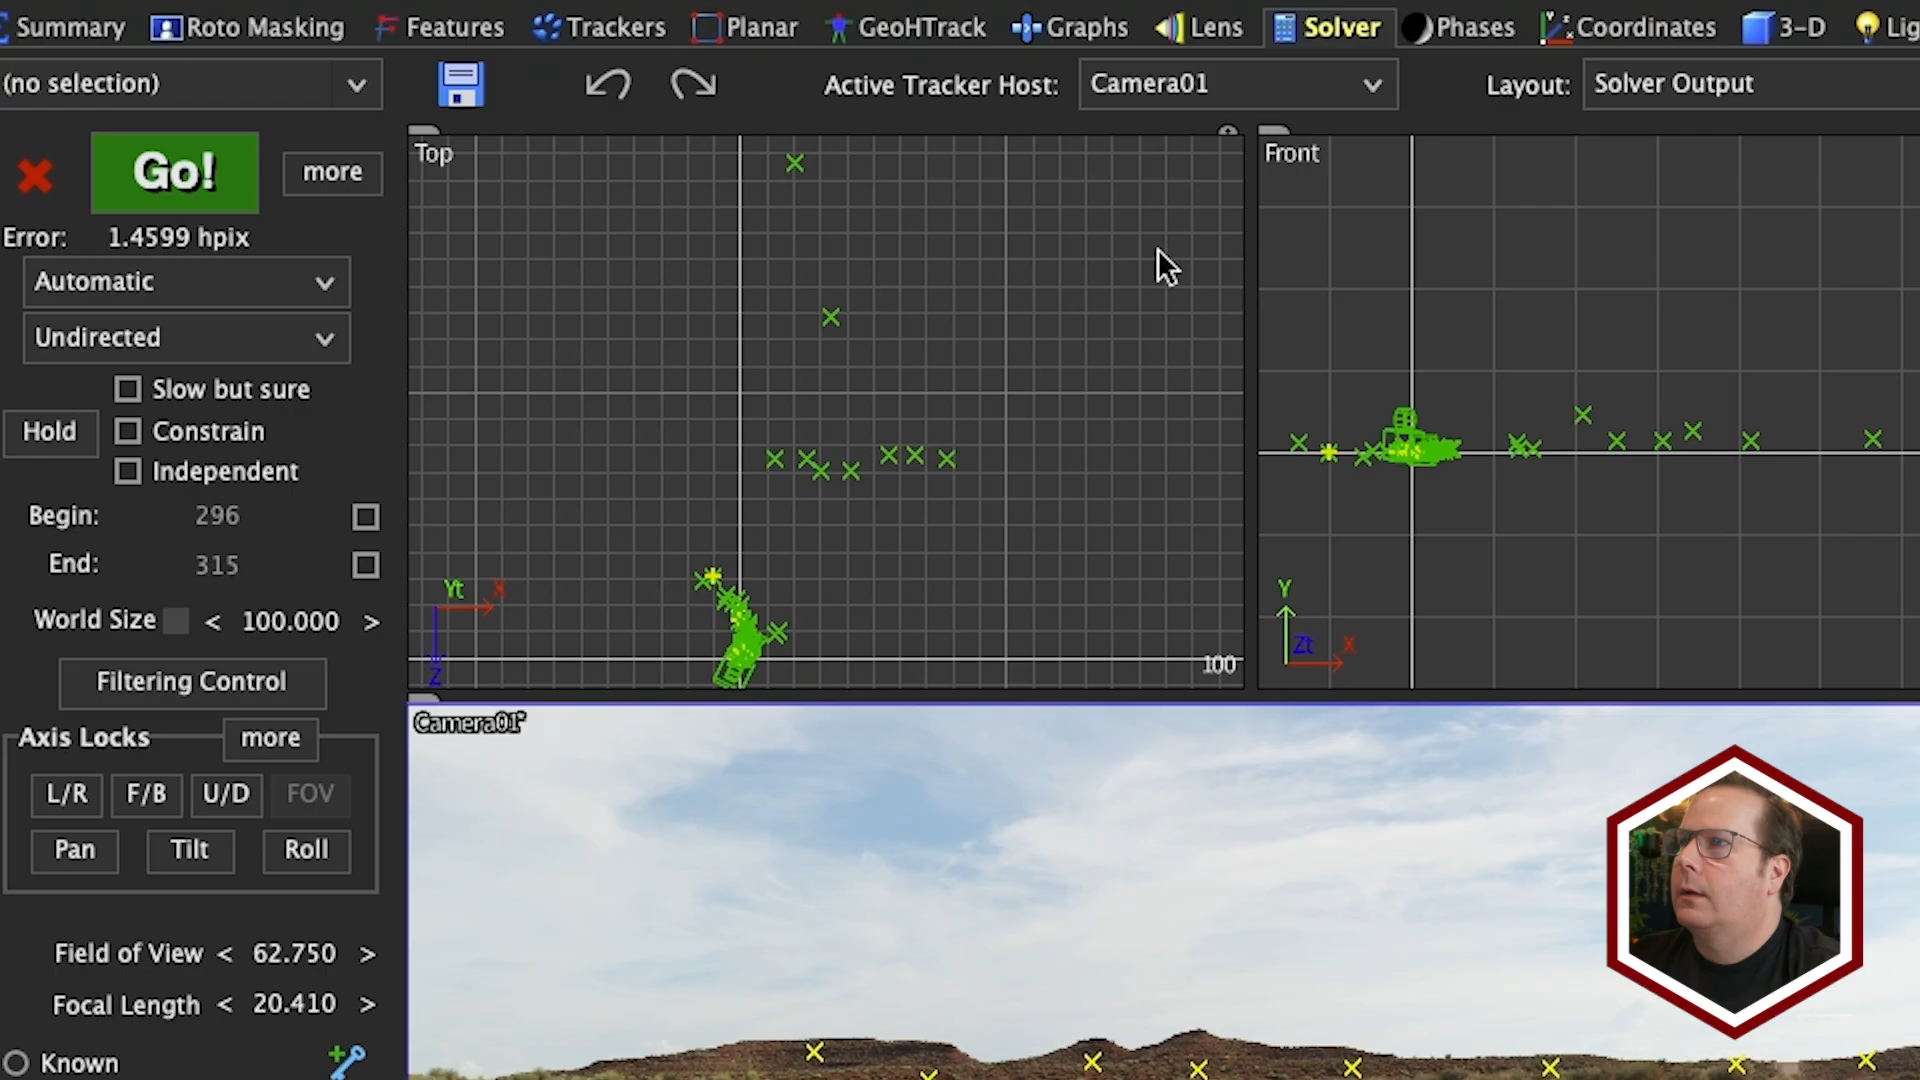 Summary Roto Masking Features Trackers Planar GeoHTrack Graphs Lens Solver Phases Coordinates 3-D Lig
(no selection) Active Tracker Host: Camera01 Layout: Solver Output
Go! more
Error: 1.4599 hpix
Automatic
Undirected
Slow but sure
Hold Constrain
Independent
Begin: 296
End: 315
World Size < 100.000 >
Filtering Control
Axis Locks more
L/R F/B U/D FOV
Pan Tilt Roll
Field of View < 62.750 >
Focal Length < 20.410 >
Known
Top
Yt X
Z
100
Front
Y
Zt X
Camera01*